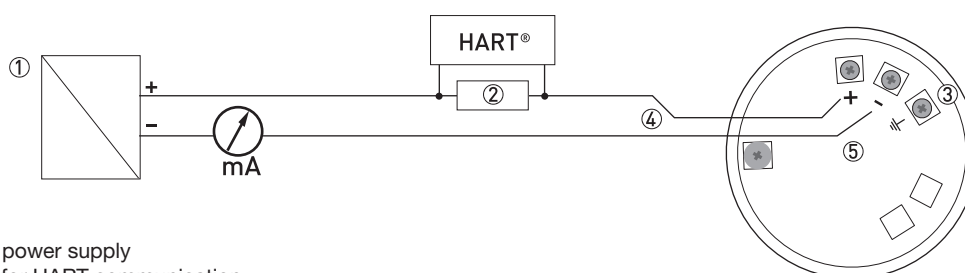 HART®
①
②
③
+
+
-
−
④
⑤
mA
power supply
for HART communication